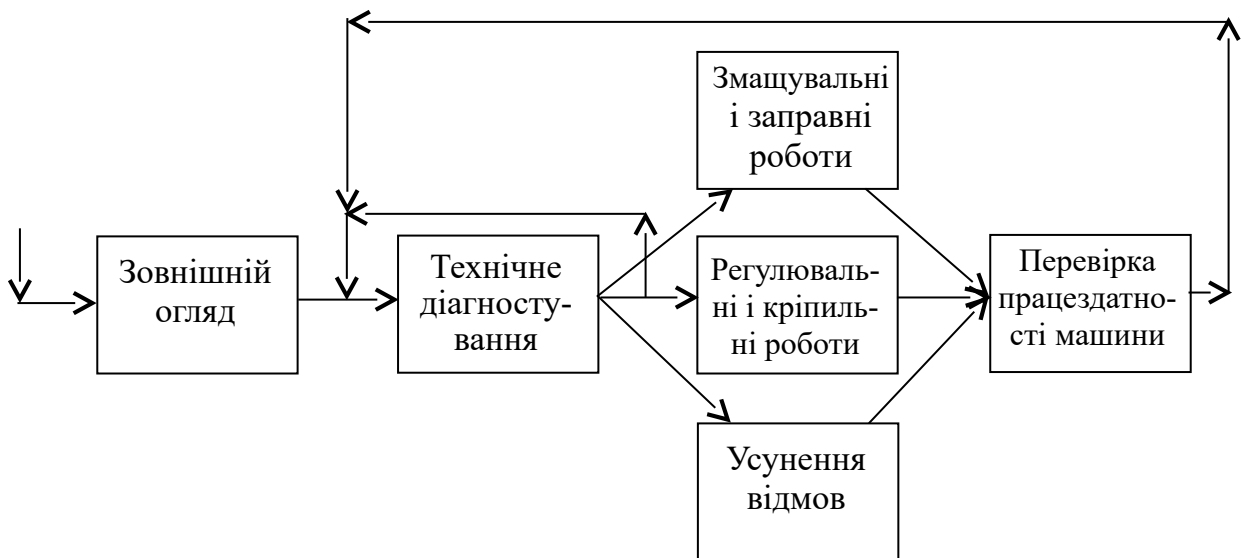 Змащувальні
і заправні
роботи
Зовнішній
огляд
Технічне
діагносту-
вання
Регулюваль-
ні і кріпиль-
ні роботи
Перевірка
працездатно-
сті машини
Усунення
відмов